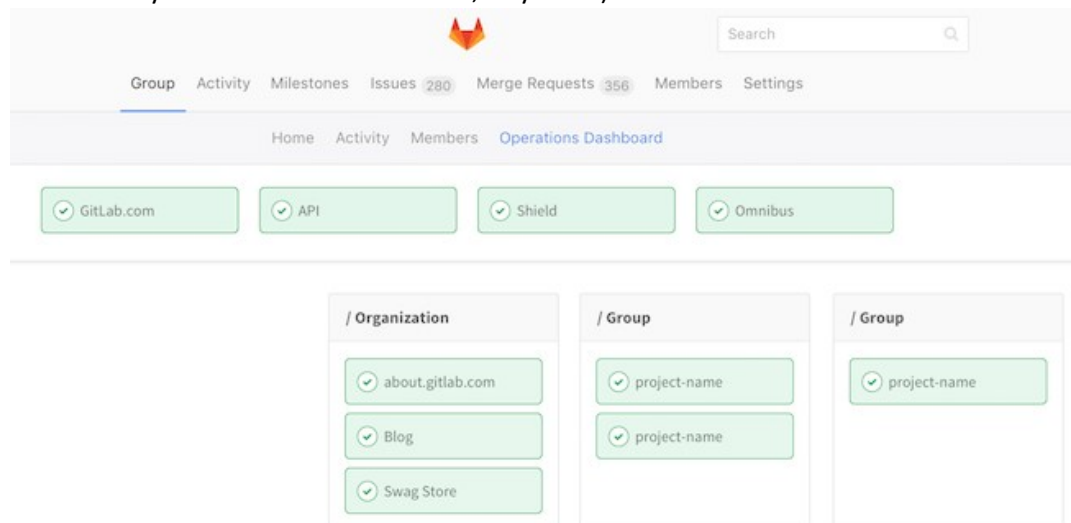 Search
Group Activity Milestones Issues 280 Merge Requests 356 Members Settings
Home Activity Members Operations Dashboard
GitLab.com API Shield Omnibus
/ Organization / Group / Group
about.gitlab.com project-name project-name
Blog project-name
Swag Store